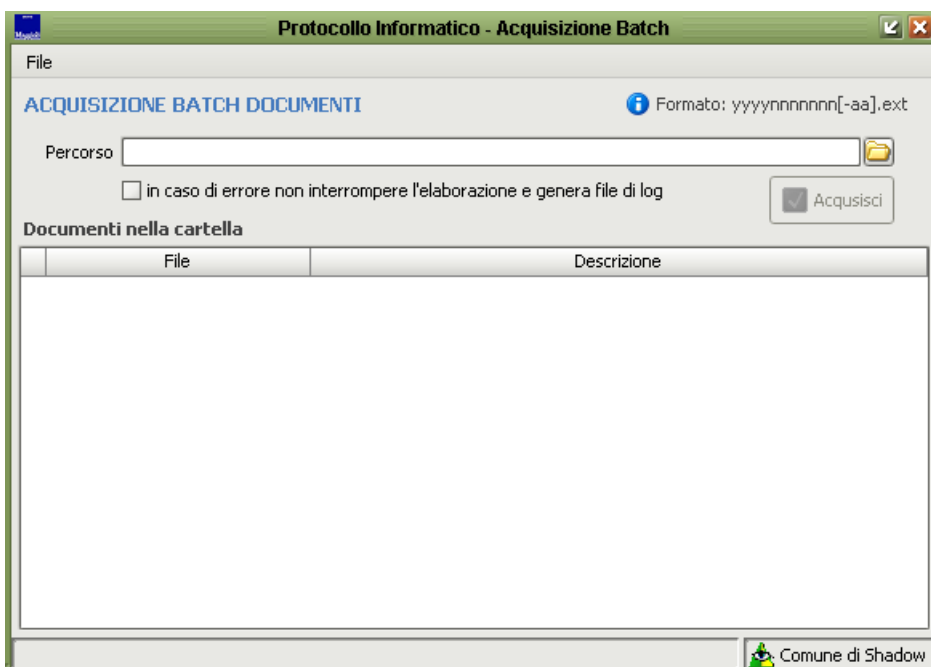 Protocollo Informatico - Acquisizione Batch
File
ACQUISIZIONE BATCH DOCUMENTI
Formato: yyyynnnnnnn[-aa].ext
Percorso
in caso di errore non interrompere l'elaborazione e genera file di log
Acqusisci
Documenti nella cartella
File Descrizione
Comune di Shadow